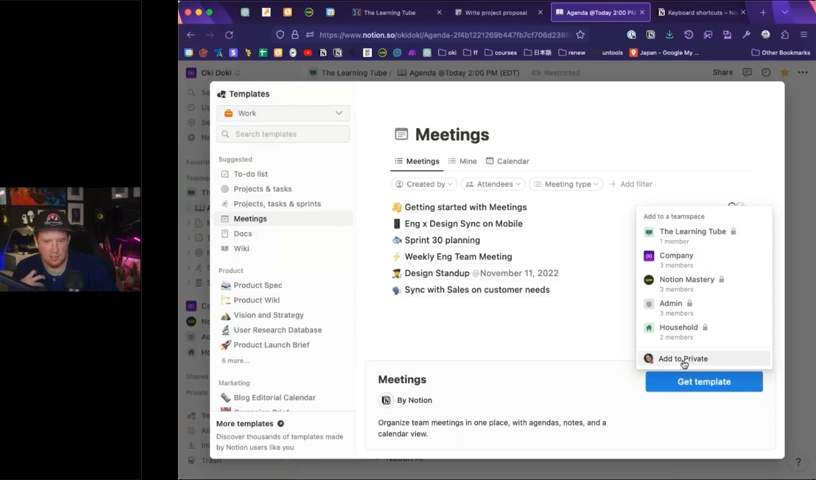 The Learning Tube
Write project proposal
Agenda @Today 2:00 PM
Keyboard shortcuts – No
https://www.notion.so/okidoki/Agenda-
oki
ff
courses
日本語
renew
untools
Japan - Google My ...
Other Bookmarks
Oki Doki
The Learning Tube / Agenda @Today 2:00 PM (EDT)
Restricted
Share
Templates
Work
Search templates
Suggested
To-do list
Projects & tasks
Projects, tasks & sprints
Meetings
Docs
Wiki
Product
Product Spec
Product Wiki
Vision and Strategy
User Research Database
Product Launch Brief
5 more...
Marketing
Blog Editorial Calendar
More templates
Discover thousands of templates made
by Notion users like you
Meetings
Meetings
Mine
Calendar
Created by
Attendees
Meeting type
+ Add filter
Getting started with Meetings
Eng x Design Sync on Mobile
Sprint 30 planning
Weekly Eng Team Meeting
Design Standup @November 11, 2022
Sync with Sales on customer needs
Add to a teamspace
The Learning Tube
1 member
Company
3 members
Notion Mastery
3 members
Admin
3 members
Household
2 members
Add to Private
Get template
Meetings
By Notion
Organize team meetings in one place, with agendas, notes, and a
calendar view.